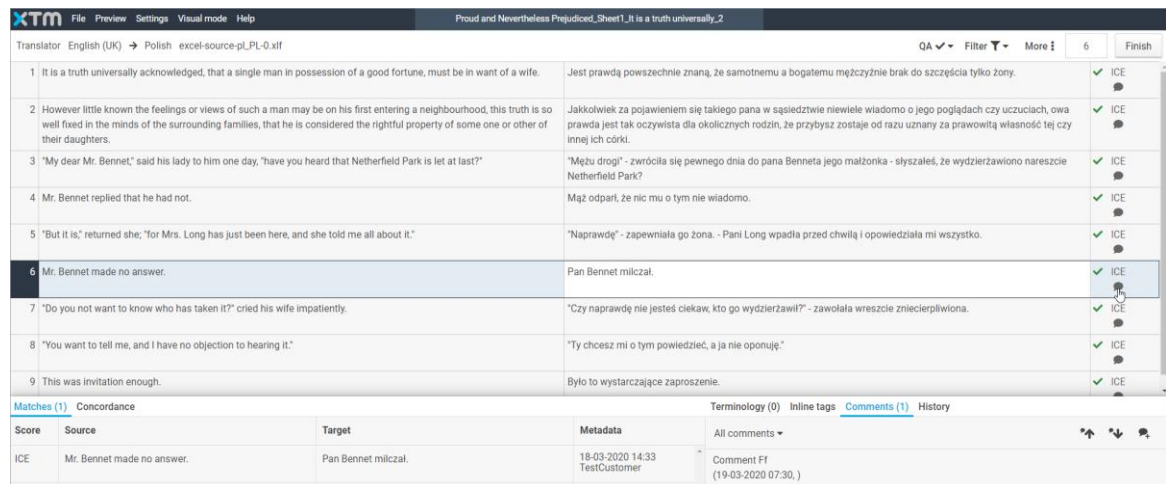 XTM File Preview Settings Visual mode Help Proud and Nevertheless Prejudiced_Sheet1_It is a truth universally_2
Translator English (UK) → Polish excel-source-pl_PL-0.xlf QA Filter More 6 Finish
1 It is a truth universally acknowledged, that a single man in possession of a good fortune, must be in want of a wife. Jest prawdą powszechnie znaną, że samotnemu a bogatemu mężczyźnie brak do szczęścia tylko żony. ICE
2 However little known the feelings or views of such a man may be on his first entering a neighbourhood, this truth is so
well fixed in the minds of the surrounding families, that he is considered the rightful property of some one or other of
their daughters.
Jakkolwiek za pojawieniem się takiego pana w sąsiedztwie niewiele wiadomo o jego poglądach czy uczuciach, owa
prawda jest tak oczywista dla okolicznych rodzin, że przybysz zostaje od razu uznany za prawowitą własność tej czy
innej ich córki.
ICE
3 "My dear Mr. Bennet," said his lady to him one day, "have you heard that Netherfield Park is let at last?"
"Mężu drogi" - zwróciła się pewnego dnia do pana Benneta jego małżonka - słyszałeś, że wydzierżawiono nareszcie
Netherfield Park?
ICE
4 Mr. Bennet replied that he had not. Mąż odparł, że nic mu o tym nie wiadomo. ICE
5 "But it is," returned she; "for Mrs. Long has just been here, and she told me all about it." "Naprawdę" - zapewniała go żona. - Pani Long wpadła przed chwilą i opowiedziała mi wszystko. ICE
6 Mr. Bennet made no answer. Pan Bennet milczał. ICE
7 "Do you not want to know who has taken it?" cried his wife impatiently. "Czy naprawdę nie jesteś ciekaw, kto go wydzierżawił?" - zawołała wreszcie zniecierpliwiona. ICE
8 "You want to tell me, and I have no objection to hearing it." "Ty chcesz mi o tym powiedzieć, a ja nie oponuję." ICE
9 This was invitation enough. Było to wystarczające zaproszenie. ICE
Matches (1) Concordance Terminology (0) Inline tags Comments (1) History
Score Source Target Metadata All comments
ICE Mr. Bennet made no answer. Pan Bennet milczał. 18-03-2020 14:33
TestCustomer
Comment Ff
(19-03-2020 07:30, )